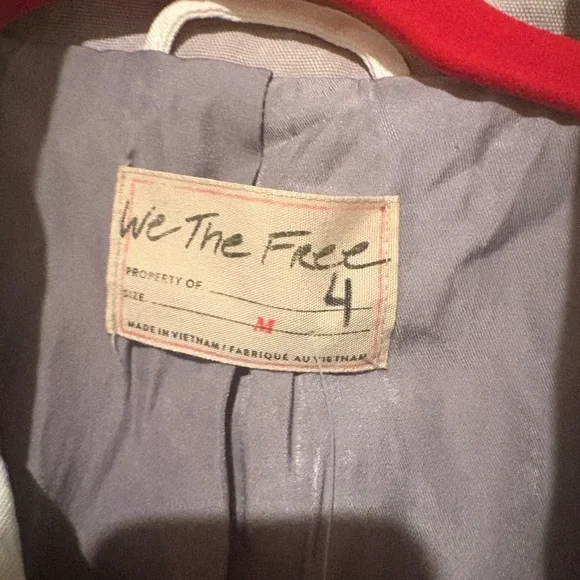 We The Free
PROPERTY OF
4
SIZE M
MADE IN VIETNAM / FABRIQUÉ AU VIETNAM